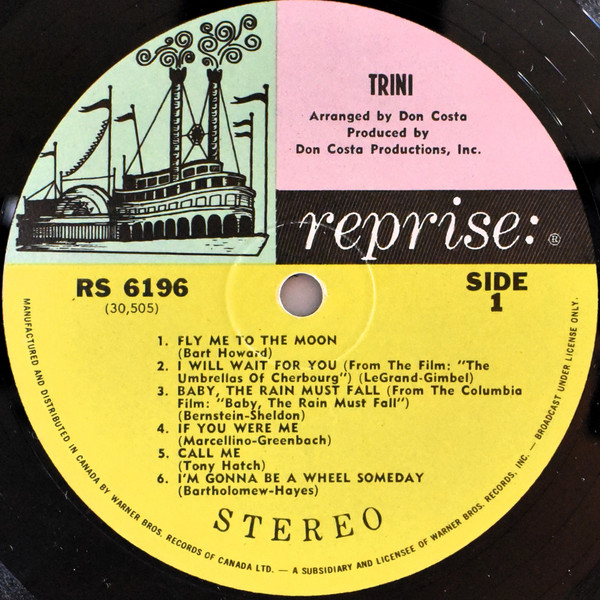 TRINI
Arranged by Don Costa
Produced by
Don Costa Productions, Inc.
reprise: ®
RS 6196
(30,505)
SIDE
1
1. FLY ME TO THE MOON
(Bart Howard)
2. I WILL WAIT FOR YOU (From The Film: "The
Umbrellas Of Cherbourg") (LeGrand-Gimbel)
3. BABY, THE RAIN MUST FALL (From The Columbia
Film: "Baby, The Rain Must Fall")
(Bernstein-Sheldon)
4. IF YOU WERE ME
(Marcellino-Greenbach)
5. CALL ME
(Tony Hatch)
6. I'M GONNA BE A WHEEL SOMEDAY
(Bartholomew-Hayes)
STEREO
MANUFACTURED AND DISTRIBUTED IN CANADA BY WARNER BROS. RECORDS OF CANADA LTD. — A SUBSIDIARY AND LICENSEE OF WARNER BROS. RECORDS, INC. — BROADCAST UNDER LICENSE ONLY.